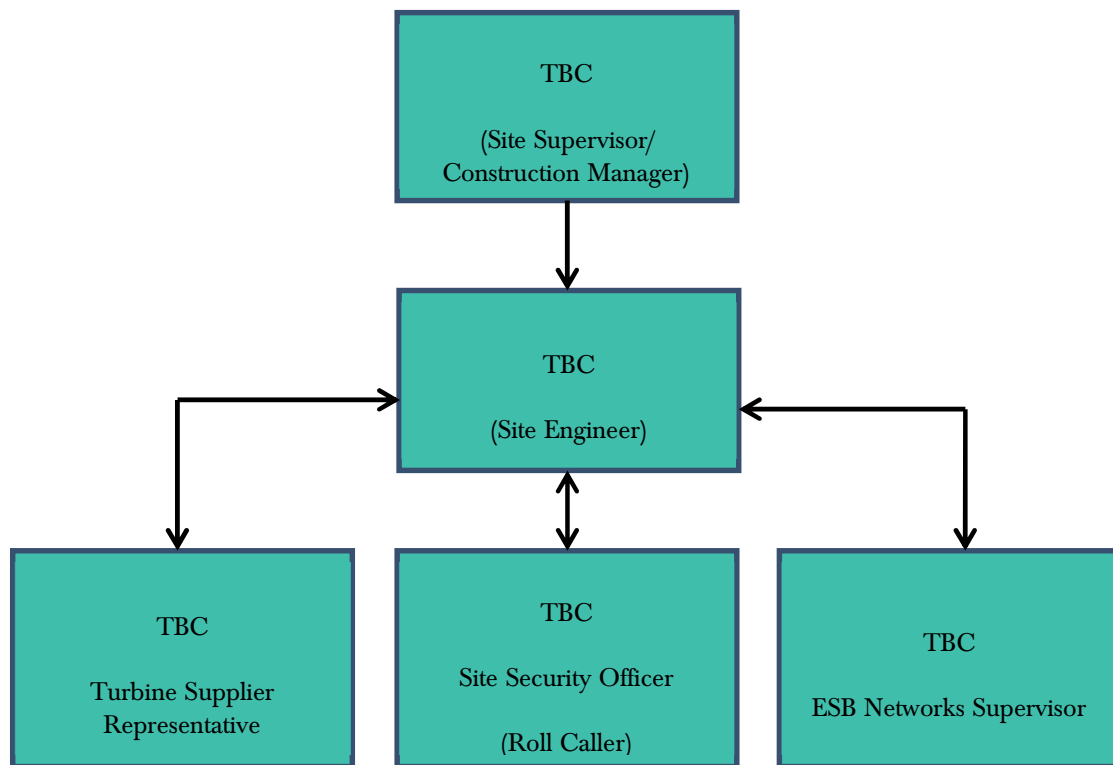 TBC
(Site Supervisor/
Construction Manager)
TBC
(Site Engineer)
TBC
Turbine Supplier
Representative
TBC
Site Security Officer
(Roll Caller)
TBC
ESB Networks Supervisor